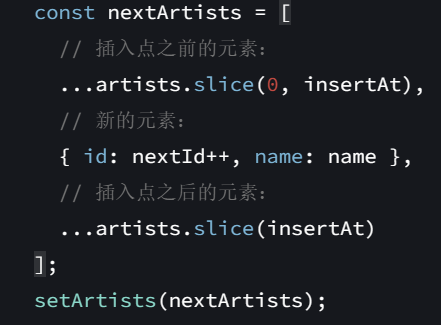 const nextArtists = [
  // 插入点之前的元素：
  ...artists.slice(0, insertAt),
  // 新的元素：
  { id: nextId++, name: name },
  // 插入点之后的元素：
  ...artists.slice(insertAt)
];
setArtists(nextArtists);